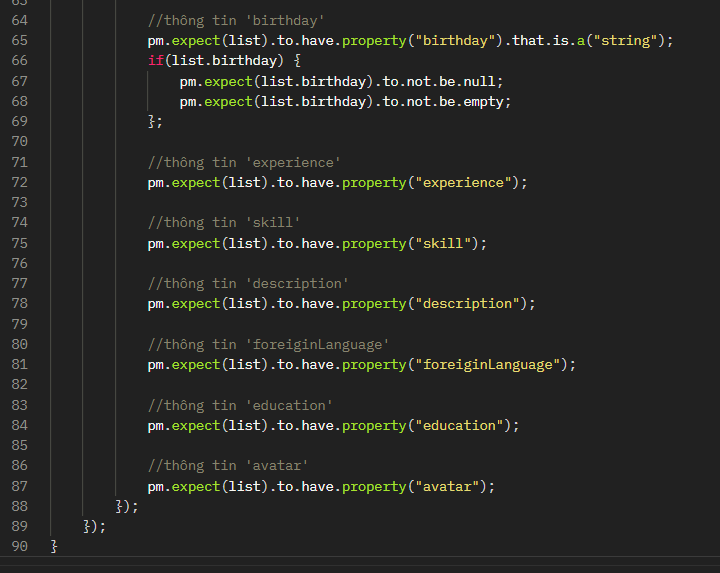 64 //thông tin 'birthday'
65 pm.expect(list).to.have.property("birthday").that.is.a("string");
66 if(list.birthday) {
67 pm.expect(list.birthday).to.not.be.null;
68 pm.expect(list.birthday).to.not.be.empty;
69 };
70
71 //thông tin 'experience'
72 pm.expect(list).to.have.property("experience");
73
74 //thông tin 'skill'
75 pm.expect(list).to.have.property("skill");
76
77 //thông tin 'description'
78 pm.expect(list).to.have.property("description");
79
80 //thông tin 'foreiginLanguage'
81 pm.expect(list).to.have.property("foreiginLanguage");
82
83 //thông tin 'education'
84 pm.expect(list).to.have.property("education");
85
86 //thông tin 'avatar'
87 pm.expect(list).to.have.property("avatar");
88 });
89 });
90 }